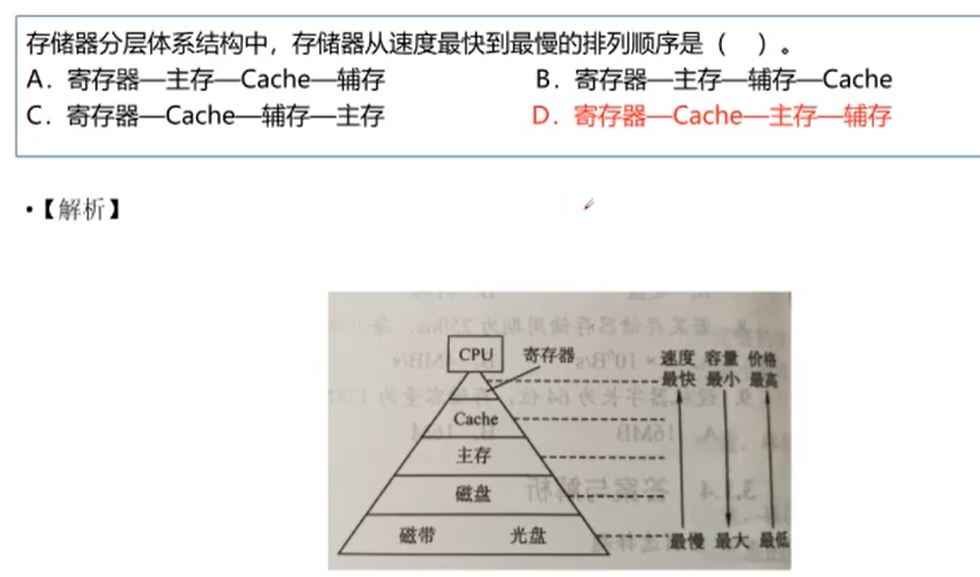 存储器分层体系结构中，存储器从速度最快到最慢的排列顺序是（　）。
A．寄存器—主存—Cache—辅存
B．寄存器—主存—辅存—Cache
C．寄存器—Cache—辅存—主存
D．寄存器—Cache—主存—辅存
•【解析】
CPU
寄存器
速度 容量 价格
最快 最小 最高
Cache
主存
磁盘
磁带 光盘
最慢 最大 最低